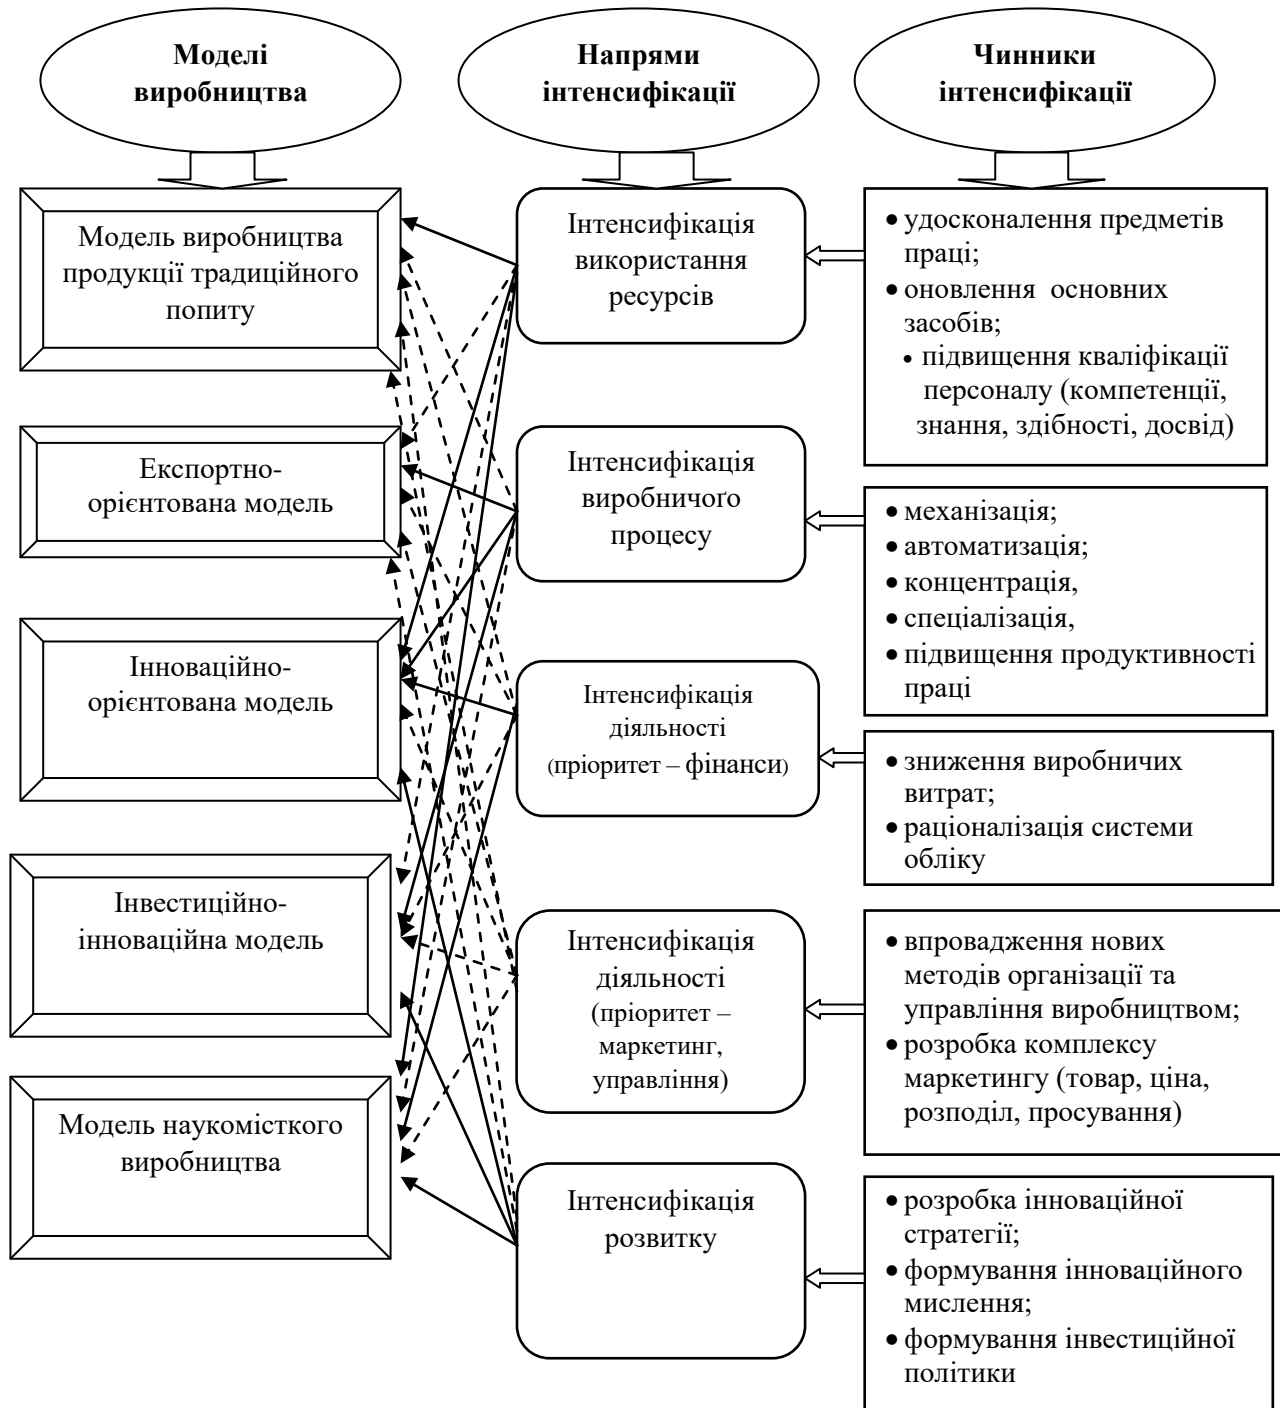 Моделі
виробництва
Напрями
інтенсифікації
Чинники
інтенсифікації
Модель виробництва
продукції традиційного
попиту
Експортно-
орієнтована модель
Інноваційно-
орієнтована модель
Інвестиційно-
інноваційна модель
Модель наукомісткого
виробництва
Інтенсифікація
використання
ресурсів
Інтенсифікація
виробничоґо
процесу
Інтенсифікація
діяльності
(пріоритет – фінанси)
Інтенсифікація
діяльності
(пріоритет –
маркетинг,
управління)
Інтенсифікація
розвитку
• удосконалення предметів
праці;
• оновлення основних
засобів;
• підвищення кваліфікації
персоналу (компетенції,
знання, здібності, досвід)
• механізація;
• автоматизація;
• концентрація,
• спеціалізація,
• підвищення продуктивності
праці
• зниження виробничих
витрат;
• раціоналізація системи
обліку
• впровадження нових
методів організації та
управління виробництвом;
• розробка комплексу
маркетингу (товар, ціна,
розподіл, просування)
• розробка інноваційної
стратегії;
• формування інноваційного
мислення;
• формування інвестиційної
політики